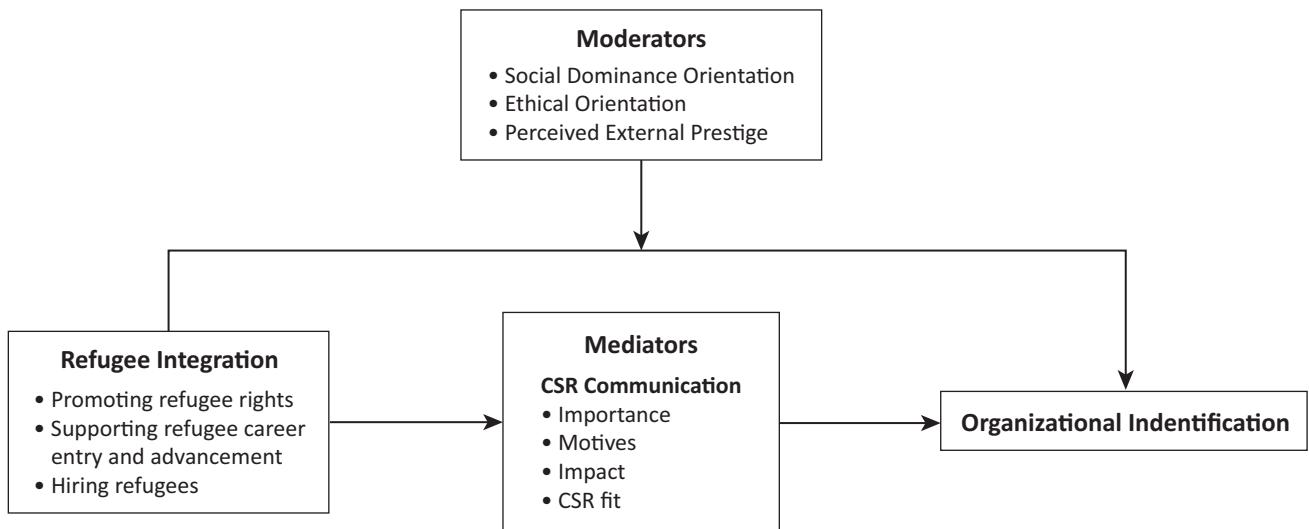 Moderators
• Social Dominance Orientation
• Ethical Orientation
• Perceived External Prestige
Refugee Integration
• Promoting refugee rights
• Supporting refugee career
entry and advancement
• Hiring refugees
Mediators
CSR Communication
• Importance
• Motives
• Impact
• CSR fit
Organizational Indentification